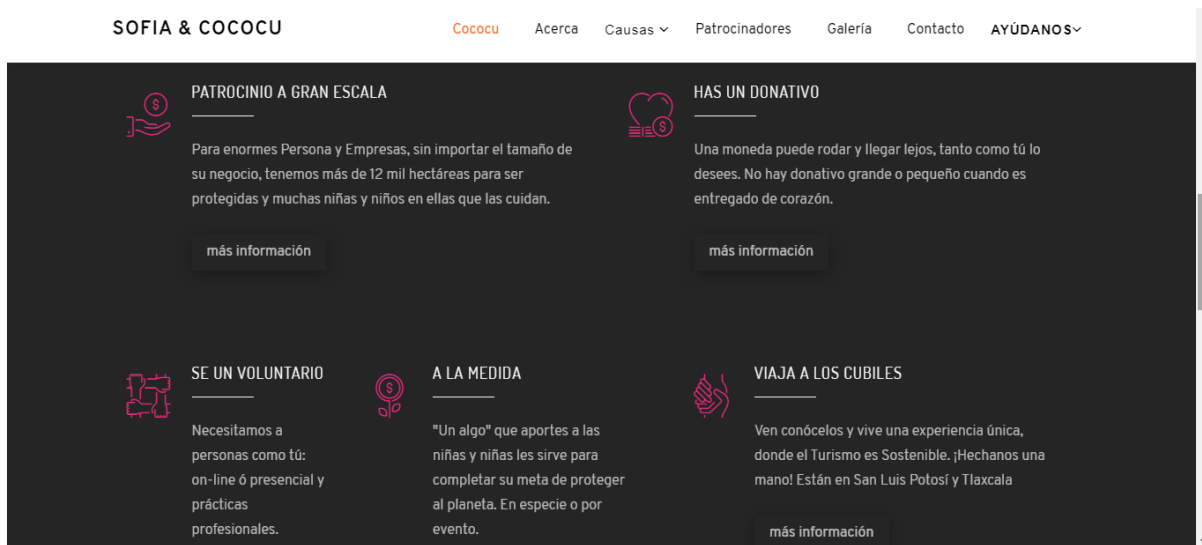 SOFIA & COCOCU
Cococu Acerca Causas Patrocinadores Galería Contacto AYÚDANOS
PATROCINIO A GRAN ESCALA
Para enormes Persona y Empresas, sin importar el tamaño de
su negocio, tenemos más de 12 mil hectáreas para ser
protegidas y muchas niñas y niños en ellas que las cuidan.
más información
HAS UN DONATIVO
Una moneda puede rodar y llegar lejos, tanto como tú lo
desees. No hay donativo grande o pequeño cuando es
entregado de corazón.
más información
SE UN VOLUNTARIO
Necesitamos a
personas como tú:
on-line ó presencial y
prácticas
profesionales.
A LA MEDIDA
"Un algo" que aportes a las
niñas y niñas les sirve para
completar su meta de proteger
al planeta. En especie o por
evento.
VIAJA A LOS CUBILES
Ven conócelos y vive una experiencia única,
donde el Turismo es Sostenible. ¡Hechanos una
mano! Están en San Luis Potosí y Tlaxcala
más información